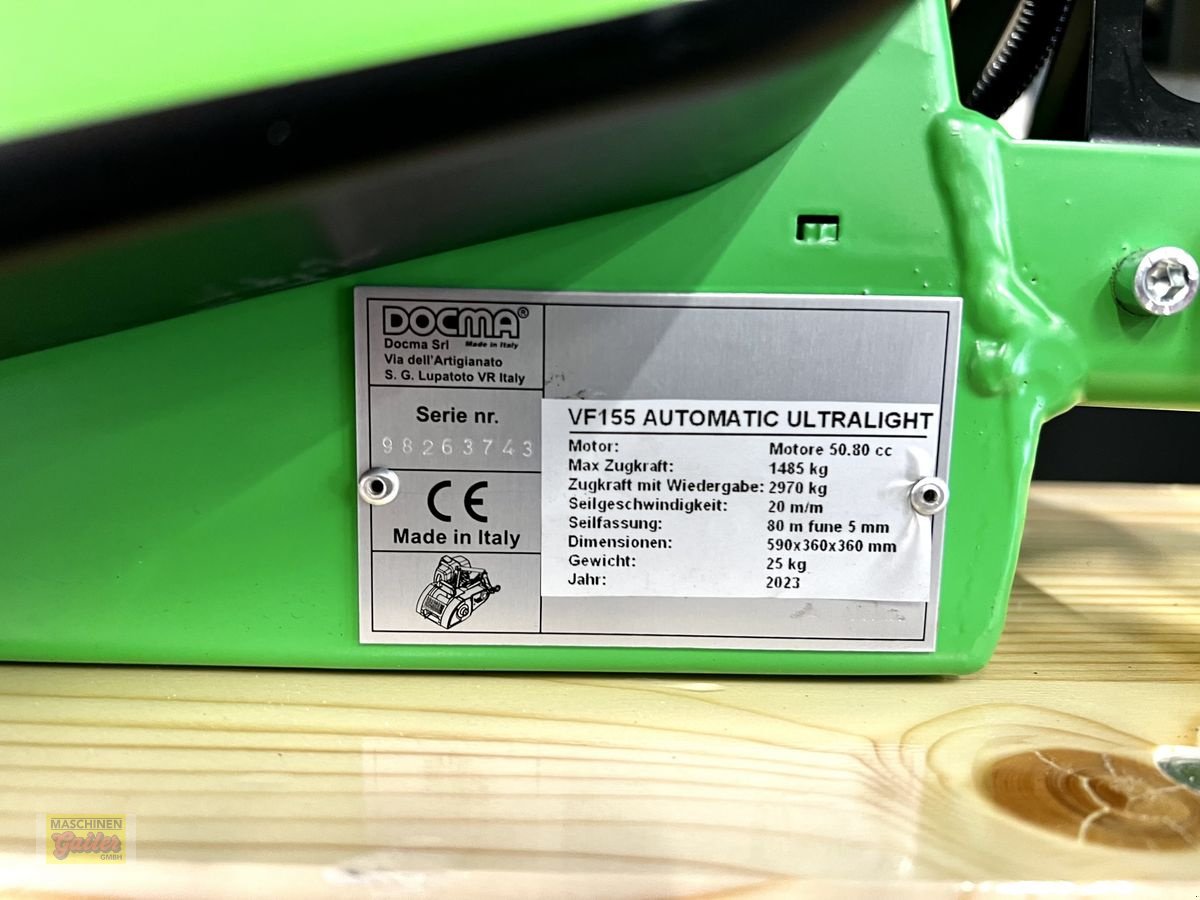 DOCMA®
Made in Italy
Docma Srl
Via dell'Artigianato
S. G. Lupatoto VR Italy
Serie nr.
98263743
CE
Made in Italy
VF155 AUTOMATIC ULTRALIGHT
Motor: Motore 50.80 cc
Max Zugkraft: 1485 kg
Zugkraft mit Wiedergabe: 2970 kg
Seilgeschwindigkeit: 20 m/m
Seilfassung: 80 m fune 5 mm
Dimensionen: 590x360x360 mm
Gewicht: 25 kg
Jahr: 2023
MASCHINEN
Gailer
GMBH